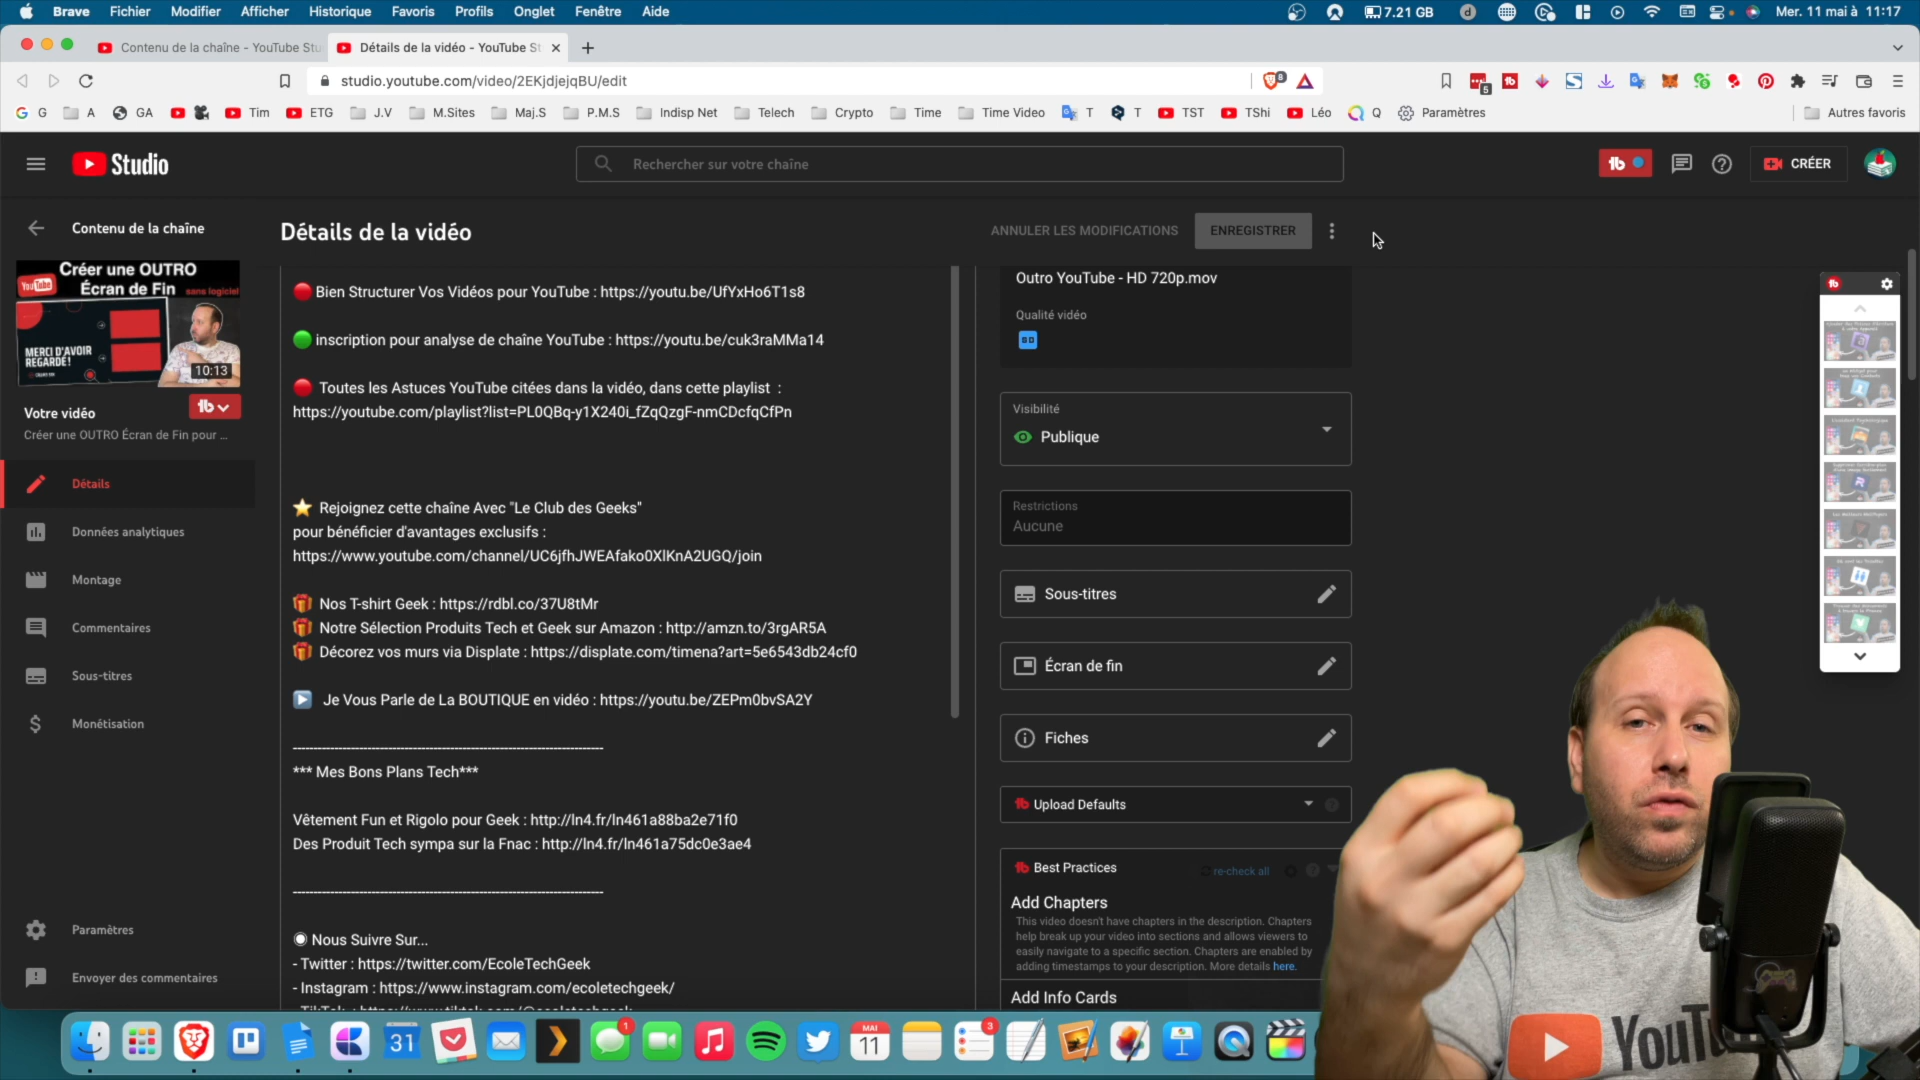 Brave Fichier Modifier Afficher Historique Favoris Profils Onglet Fenêtre Aide 7.21 GB Mer. 11 mai à 11:17
Contenu de la chaîne - YouTube Stu
Détails de la vidéo - YouTube S
studio.youtube.com/video/2EKjdjejqBU/edit
G A GA Tim ETG J.V M.Sites Maj.S P.M.S Indisp Net Telech Crypto Time Time Video T T TST TShi Léo Q Paramètres Autres favoris
Studio
Rechercher sur votre chaîne
CRÉER
Contenu de la chaîne
Détails de la vidéo
ANNULER LES MODIFICATIONS
ENREGISTRER
Créer une OUTRO
YouTube
Écran de Fin sans logiciel
MERCI D'AVOIR
REGARDÉ!
10:13
Votre vidéo
Créer une OUTRO Écran de Fin pour ...
Détails
Données analytiques
Montage
Commentaires
Sous-titres
Monétisation
Paramètres
Envoyer des commentaires
Bien Structurer Vos Vidéos pour YouTube : https://youtu.be/UfYxHo6T1s8
inscription pour analyse de chaîne YouTube : https://youtu.be/cuk3raMMa14
Toutes les Astuces YouTube citées dans la vidéo, dans cette playlist :
https://youtube.com/playlist?list=PL0QBq-y1X240i_fZqQzgF-nmCDcfqCfPn
Rejoignez cette chaîne Avec "Le Club des Geeks"
pour bénéficier d'avantages exclusifs :
https://www.youtube.com/channel/UC6jfhJWEAfako0XlKnA2UGQ/join
Nos T-shirt Geek : https://rdbl.co/37U8tMr
Notre Sélection Produits Tech et Geek sur Amazon : http://amzn.to/3rgAR5A
Décorez vos murs via Displate : https://displate.com/timena?art=5e6543db24cf0
Je Vous Parle de La BOUTIQUE en vidéo : https://youtu.be/ZEPm0bvSA2Y
*** Mes Bons Plans Tech***
Vêtement Fun et Rigolo pour Geek : http://ln4.fr/ln461a88ba2e71f0
Des Produit Tech sympa sur la Fnac : http://ln4.fr/ln461a75dc0e3ae4
Nous Suivre Sur...
- Twitter : https://twitter.com/EcoleTechGeek
- Instagram : https://www.instagram.com/ecoletechgeek/
Outro YouTube - HD 720p.mov
Qualité vidéo
Visibilité
Publique
Restrictions
Aucune
Sous-titres
Écran de fin
Fiches
Upload Defaults
Best Practices
re-check all
Add Chapters
This video doesn't have chapters in the description. Chapters
help break up your video into sections and allows viewers to
easily navigate to a specific section. Chapters are enabled by
adding timestamps to your description. More details here.
Add Info Cards
31
1
MAI
11
3